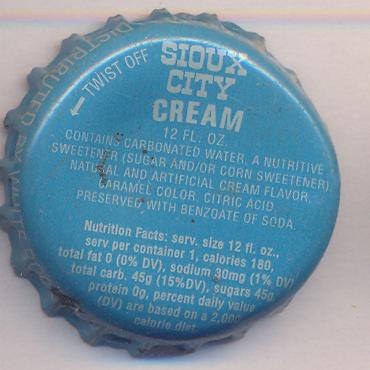 ← TWIST OFF
SIOUX
CITY
CREAM
12 FL. OZ.
CONTAINS CARBONATED WATER, A NUTRITIVE
SWEETENER (SUGAR AND/OR CORN SWEETENER),
NATURAL AND ARTIFICIAL CREAM FLAVOR,
CARAMEL COLOR, CITRIC ACID,
PRESERVED WITH BENZOATE OF SODA.
Nutrition Facts: serv. size 12 fl. oz.,
serv per container 1, calories 180,
total fat 0 (0% DV), sodium 30mg (1% DV)
total carb. 45g (15%DV), sugars 45g,
protein 0g, percent daily value
(DV) are based on a 2,000
calorie diet.
DISTRIBUTED BY WHITE